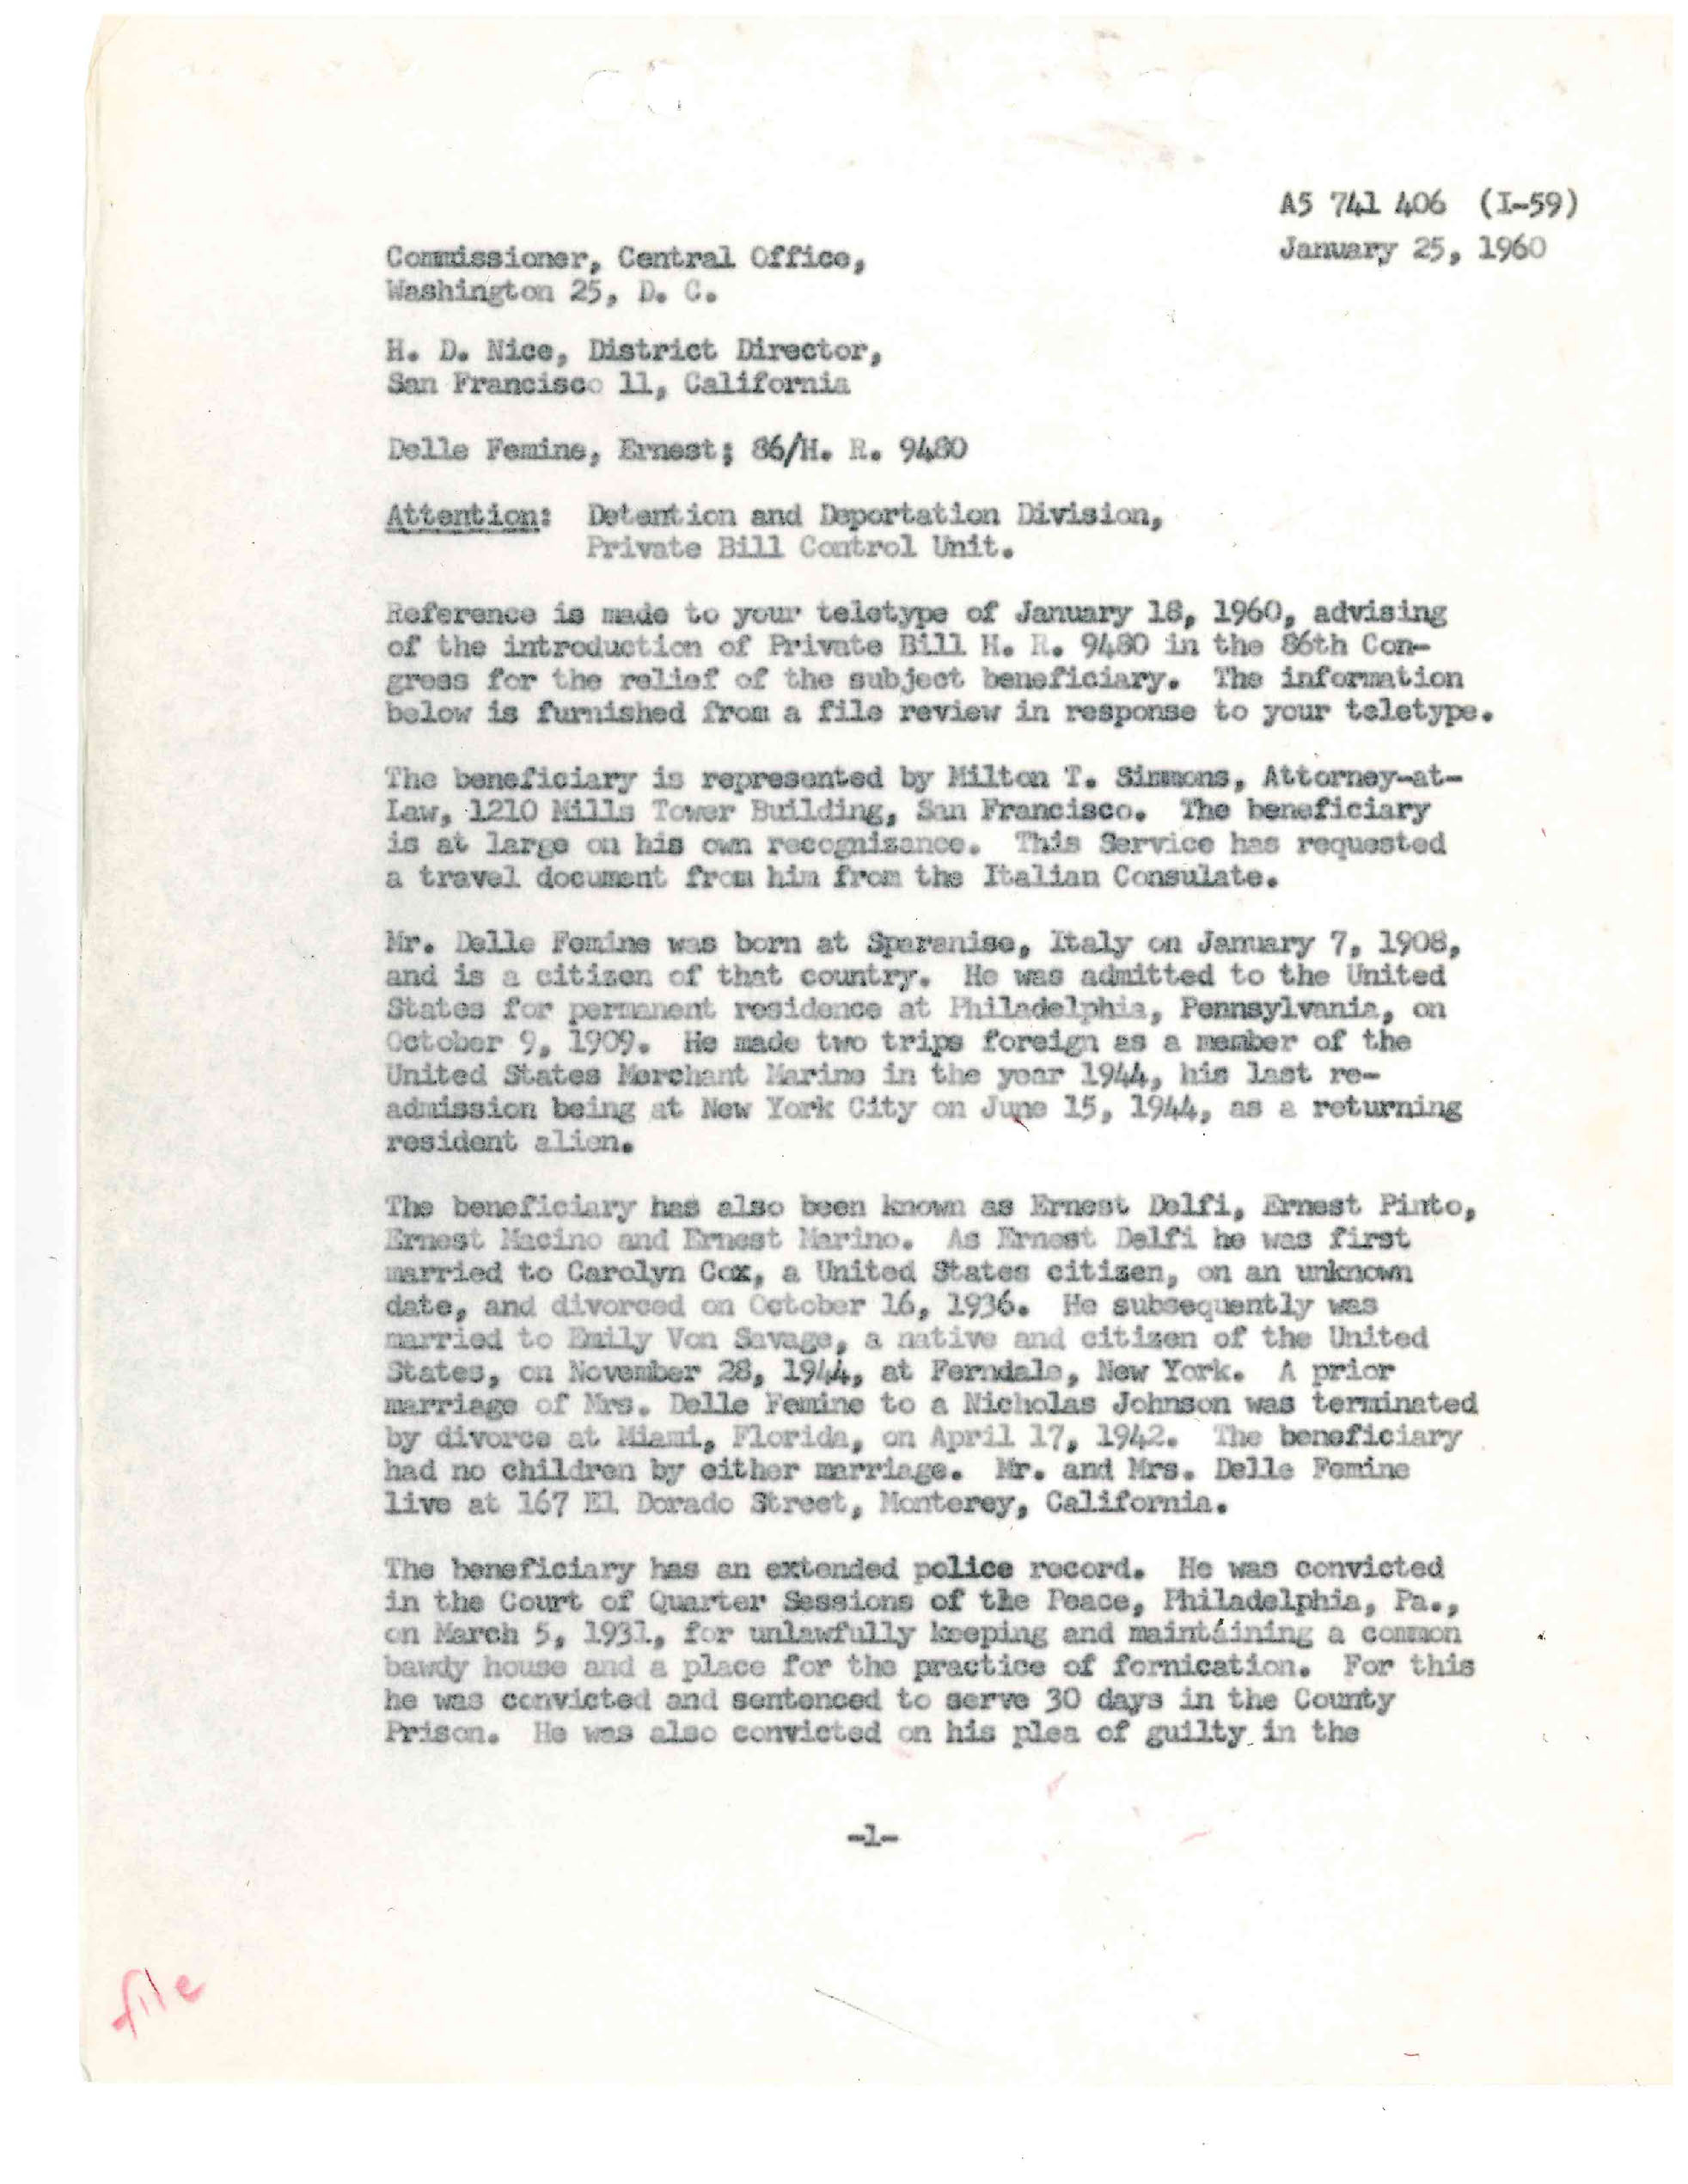 A5 741 406 (I-59)
January 25, 1960
Commissioner, Central Office,
Washington 25, D. C.
H. D. Nice, District Director,
San Francisco 11, California
Delle Femine, Ernest; 86/H. R. 9480
Attention: Detention and Deportation Division,
Private Bill Control Unit.
Reference is made to your teletype of January 18, 1960, advising
of the introduction of Private Bill H. R. 9480 in the 86th Con-
gress for the relief of the subject beneficiary. The information
below is furnished from a file review in response to your teletype.
The beneficiary is represented by Milton T. Simmons, Attorney-at-
Law, 1210 Mills Tower Building, San Francisco. The beneficiary
is at large on his own recognizance. This Service has requested
a travel document from him from the Italian Consulate.
Mr. Delle Femine was born at Sparanise, Italy on January 7, 1908,
and is a citizen of that country. He was admitted to the United
States for permanent residence at Philadelphia, Pennsylvania, on
October 9, 1909. He made two trips foreign as a member of the
United States Merchant Marine in the year 1944, his last re-
admission being at New York City on June 15, 1944, as a returning
resident alien.
The beneficiary has also been known as Ernest Delfi, Ernest Pinto,
Ernest Macino and Ernest Marino. As Ernest Delfi he was first
married to Carolyn Cox, a United States citizen, on an unknown
date, and divorced on October 16, 1936. He subsequently was
married to Emily Von Savage, a native and citizen of the United
States, on November 28, 1944, at Ferndale, New York. A prior
marriage of Mrs. Delle Femine to a Nicholas Johnson was terminated
by divorce at Miami, Florida, on April 17, 1942. The beneficiary
had no children by either marriage. Mr. and Mrs. Delle Femine
live at 167 El Dorado Street, Monterey, California.
The beneficiary has an extended police record. He was convicted
in the Court of Quarter Sessions of the Peace, Philadelphia, Pa.,
on March 5, 1931, for unlawfully keeping and maintaining a common
bawdy house and a place for the practice of fornication. For this
he was convicted and sentenced to serve 30 days in the County
Prison. He was also convicted on his plea of guilty in the
-1-
file